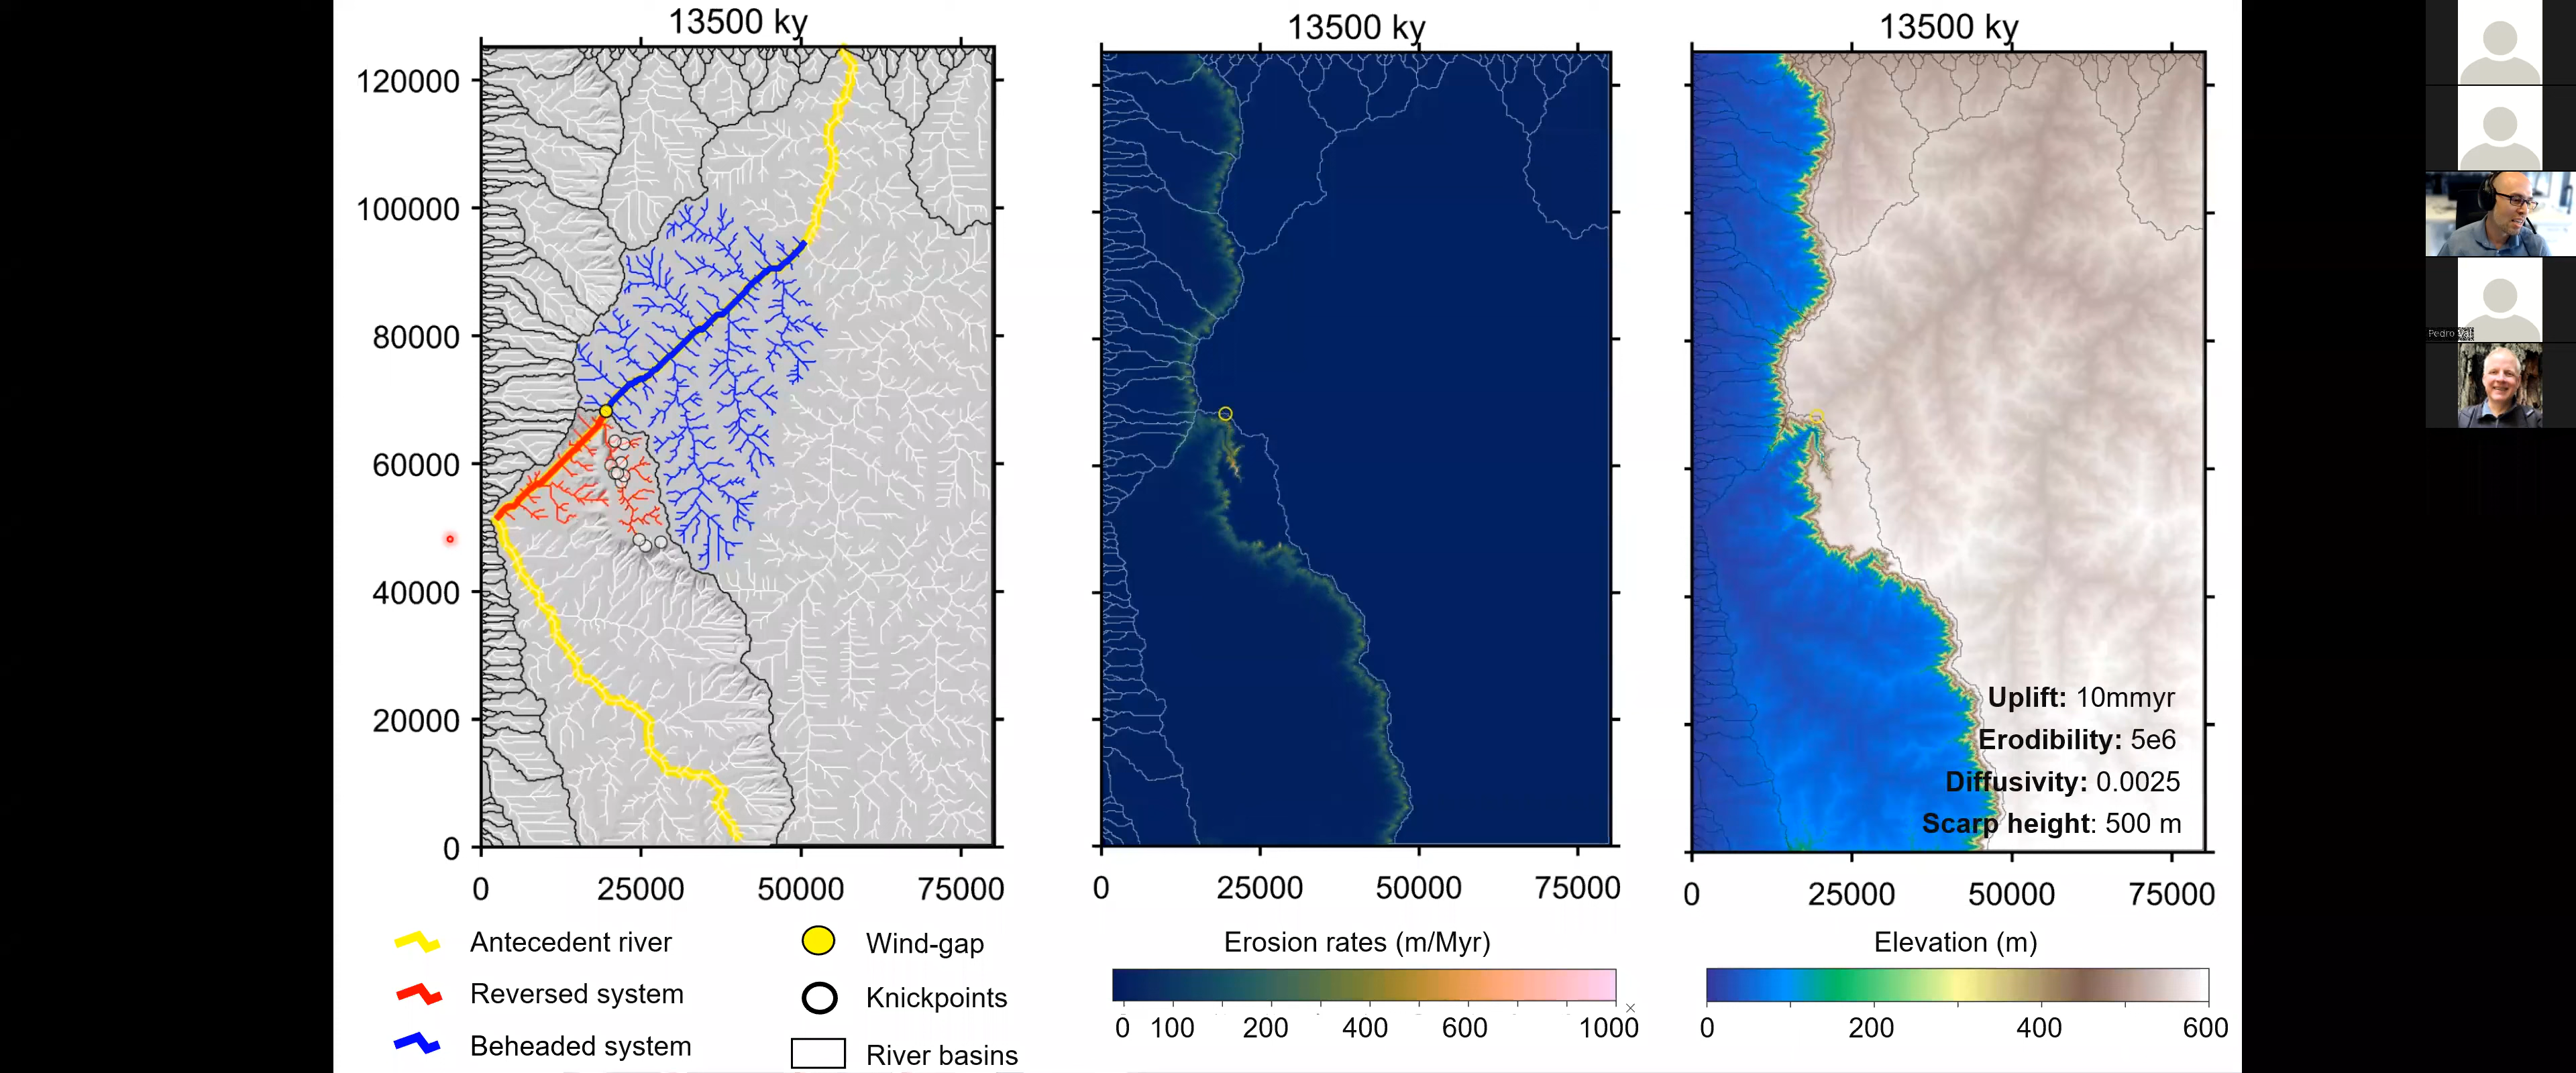 13500 ky
120000
100000
80000
60000
40000
20000
0
0 25000 50000 75000
Antecedent river
Reversed system
Beheaded system
Wind-gap
Knickpoints
River basins
13500 ky
0 25000 50000 75000
Erosion rates (m/Myr)
0 100 200 400 600 1000
13500 ky
Uplift: 10mmyr
Erodibility: 5e6
Diffusivity: 0.0025
Scarp height: 500 m
0 25000 50000 75000
Elevation (m)
0 200 400 600
Pedro